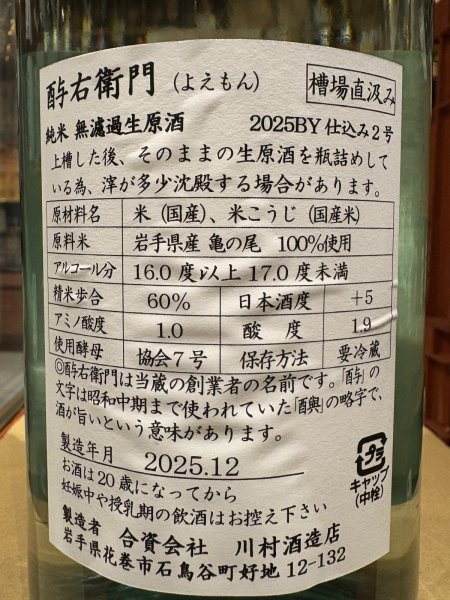 酉与右衛門 (よえもん) 槽場直汲み
純米 無濾過生原酒 2025BY 仕込み2号
上槽した後、そのままの生原酒を瓶詰めして
いる為、滓が多少沈殿する場合があります。
原材料名 米 (国産)、米こうじ (国産米)
原料米 岩手県産 亀の尾 100%使用
アルコール分 16.0 度以上 17.0 度未満
精米歩合 60% 日本酒度 +5
アミノ酸度 1.0 酸度 1.9
使用酵母 協会7号 保存方法 要冷蔵
◎酉与右衛門は当蔵の創業者の名前です。「酉与」の
文字は昭和中期まで使われていた「酉與」の略字で、
酒が旨いという意味があります。
製造年月 2025.12
お酒は20歳になってから
妊娠中や授乳期の飲酒はお控え下さい
プラ
キャップ
(中栓)
製造者 合資会社 川村酒造店
岩手県花巻市石鳥谷町好地 12-132